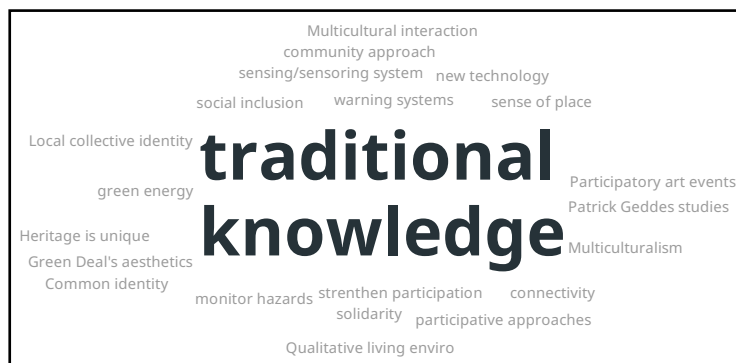 Multicultural interaction
community approach
sensing/sensoring system new technology
social inclusion warning systems sense of place
Local collective identity
traditional
green energy
Participatory art events
Patrick Geddes studies
knowledge
Heritage is unique
Multiculturalism
Green Deal's aesthetics
Common identity
monitor hazards strenthen participation connectivity
solidarity participative approaches
Qualitative living enviro